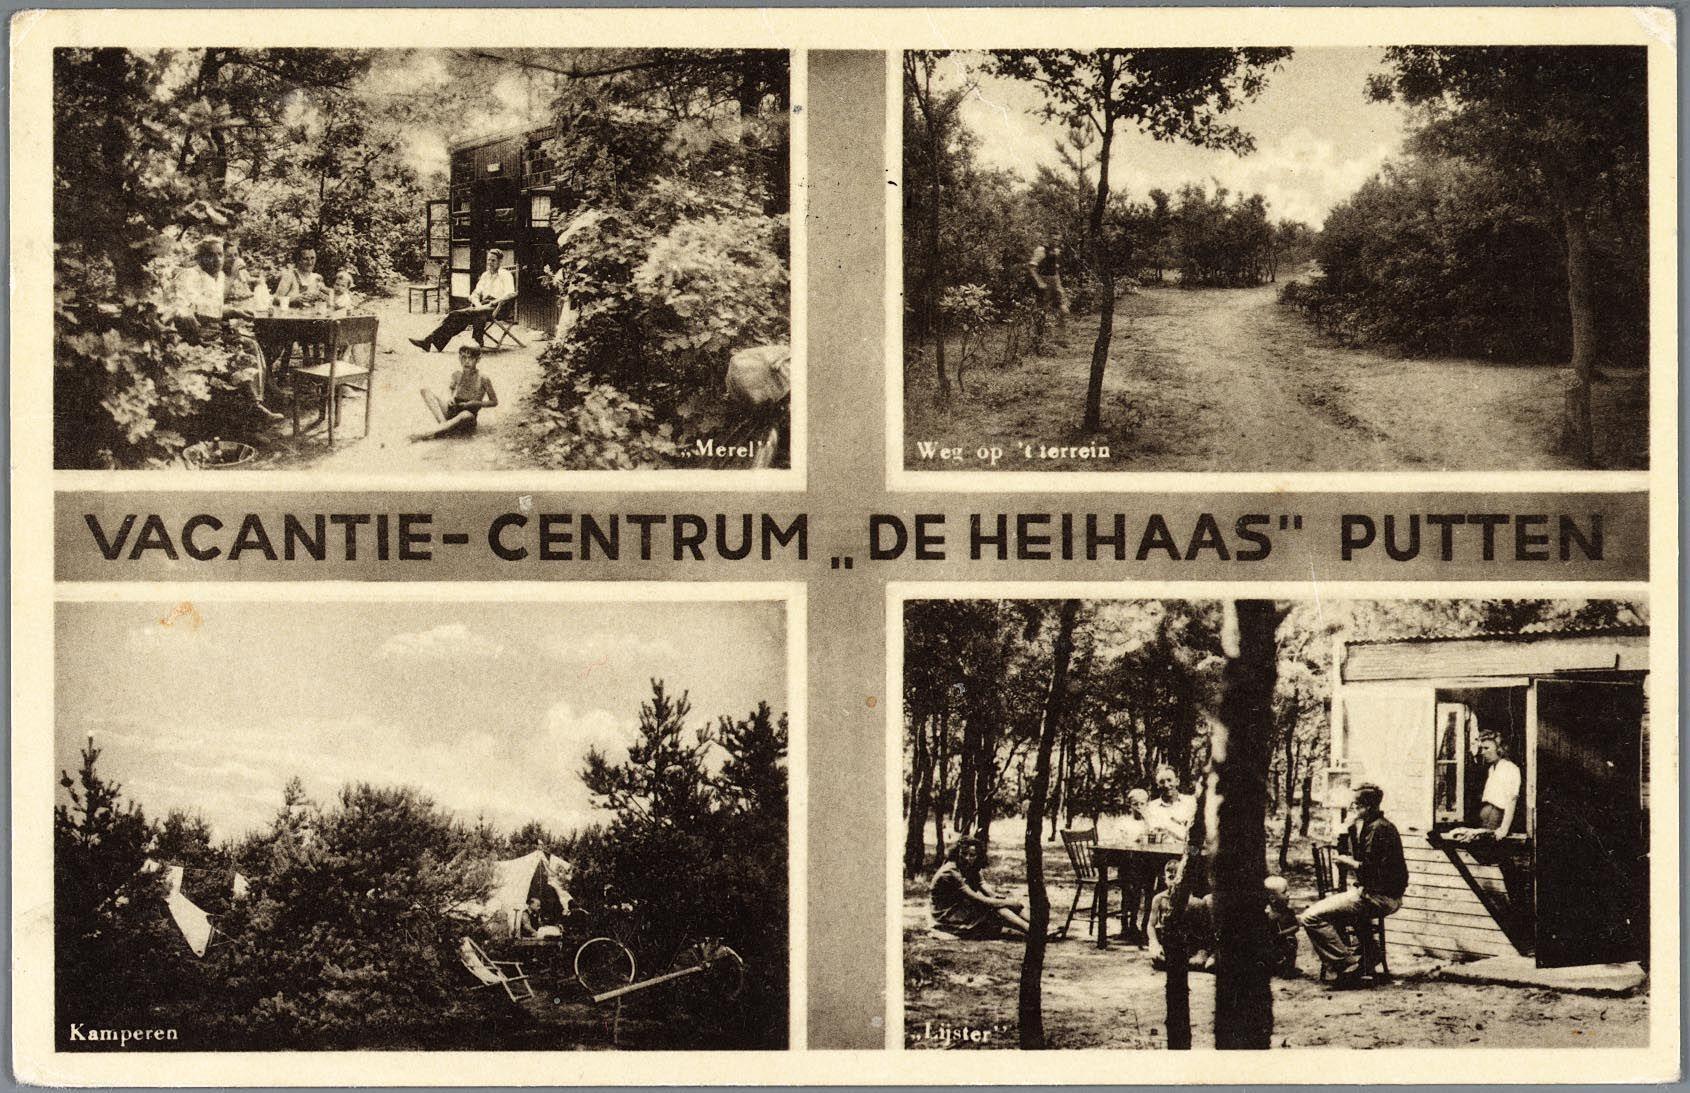 „Merel"
Weg op 't terrein
VACANTIE-CENTRUM „DE HEIHAAS" PUTTEN
Kamperen
„Lijster"